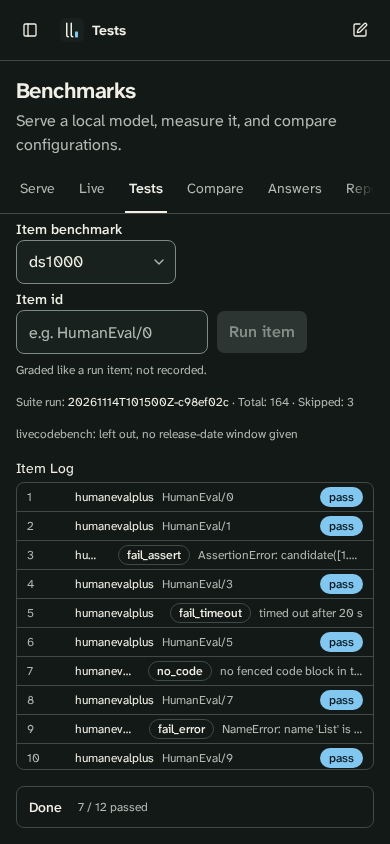 Tests
Benchmarks
Serve a local model, measure it, and compare
configurations.
Serve Live Tests Compare Answers
Item benchmark
ds1000
Item id
e.g. HumanEval/0 Run item
Graded like a run item; not recorded.
Suite run: 20261114T101500Z-c98ef02c · Total: 164 · Skipped: 3
livecodebench: left out, no release-date window given
Item Log
1 humanevalplus HumanEval/0 pass
2 humanevalplus HumanEval/1 pass
3 hu... fail_assert AssertionError: candidate([1....
4 humanevalplus HumanEval/3 pass
5 humanevalplus fail_timeout timed out after 20 s
6 humanevalplus HumanEval/5 pass
7 humanev... no_code no fenced code block in t...
8 humanevalplus HumanEval/7 pass
9 humanev... fail_error NameError: name 'List' is ...
10 humanevalplus HumanEval/9 pass
Done 7 / 12 passed